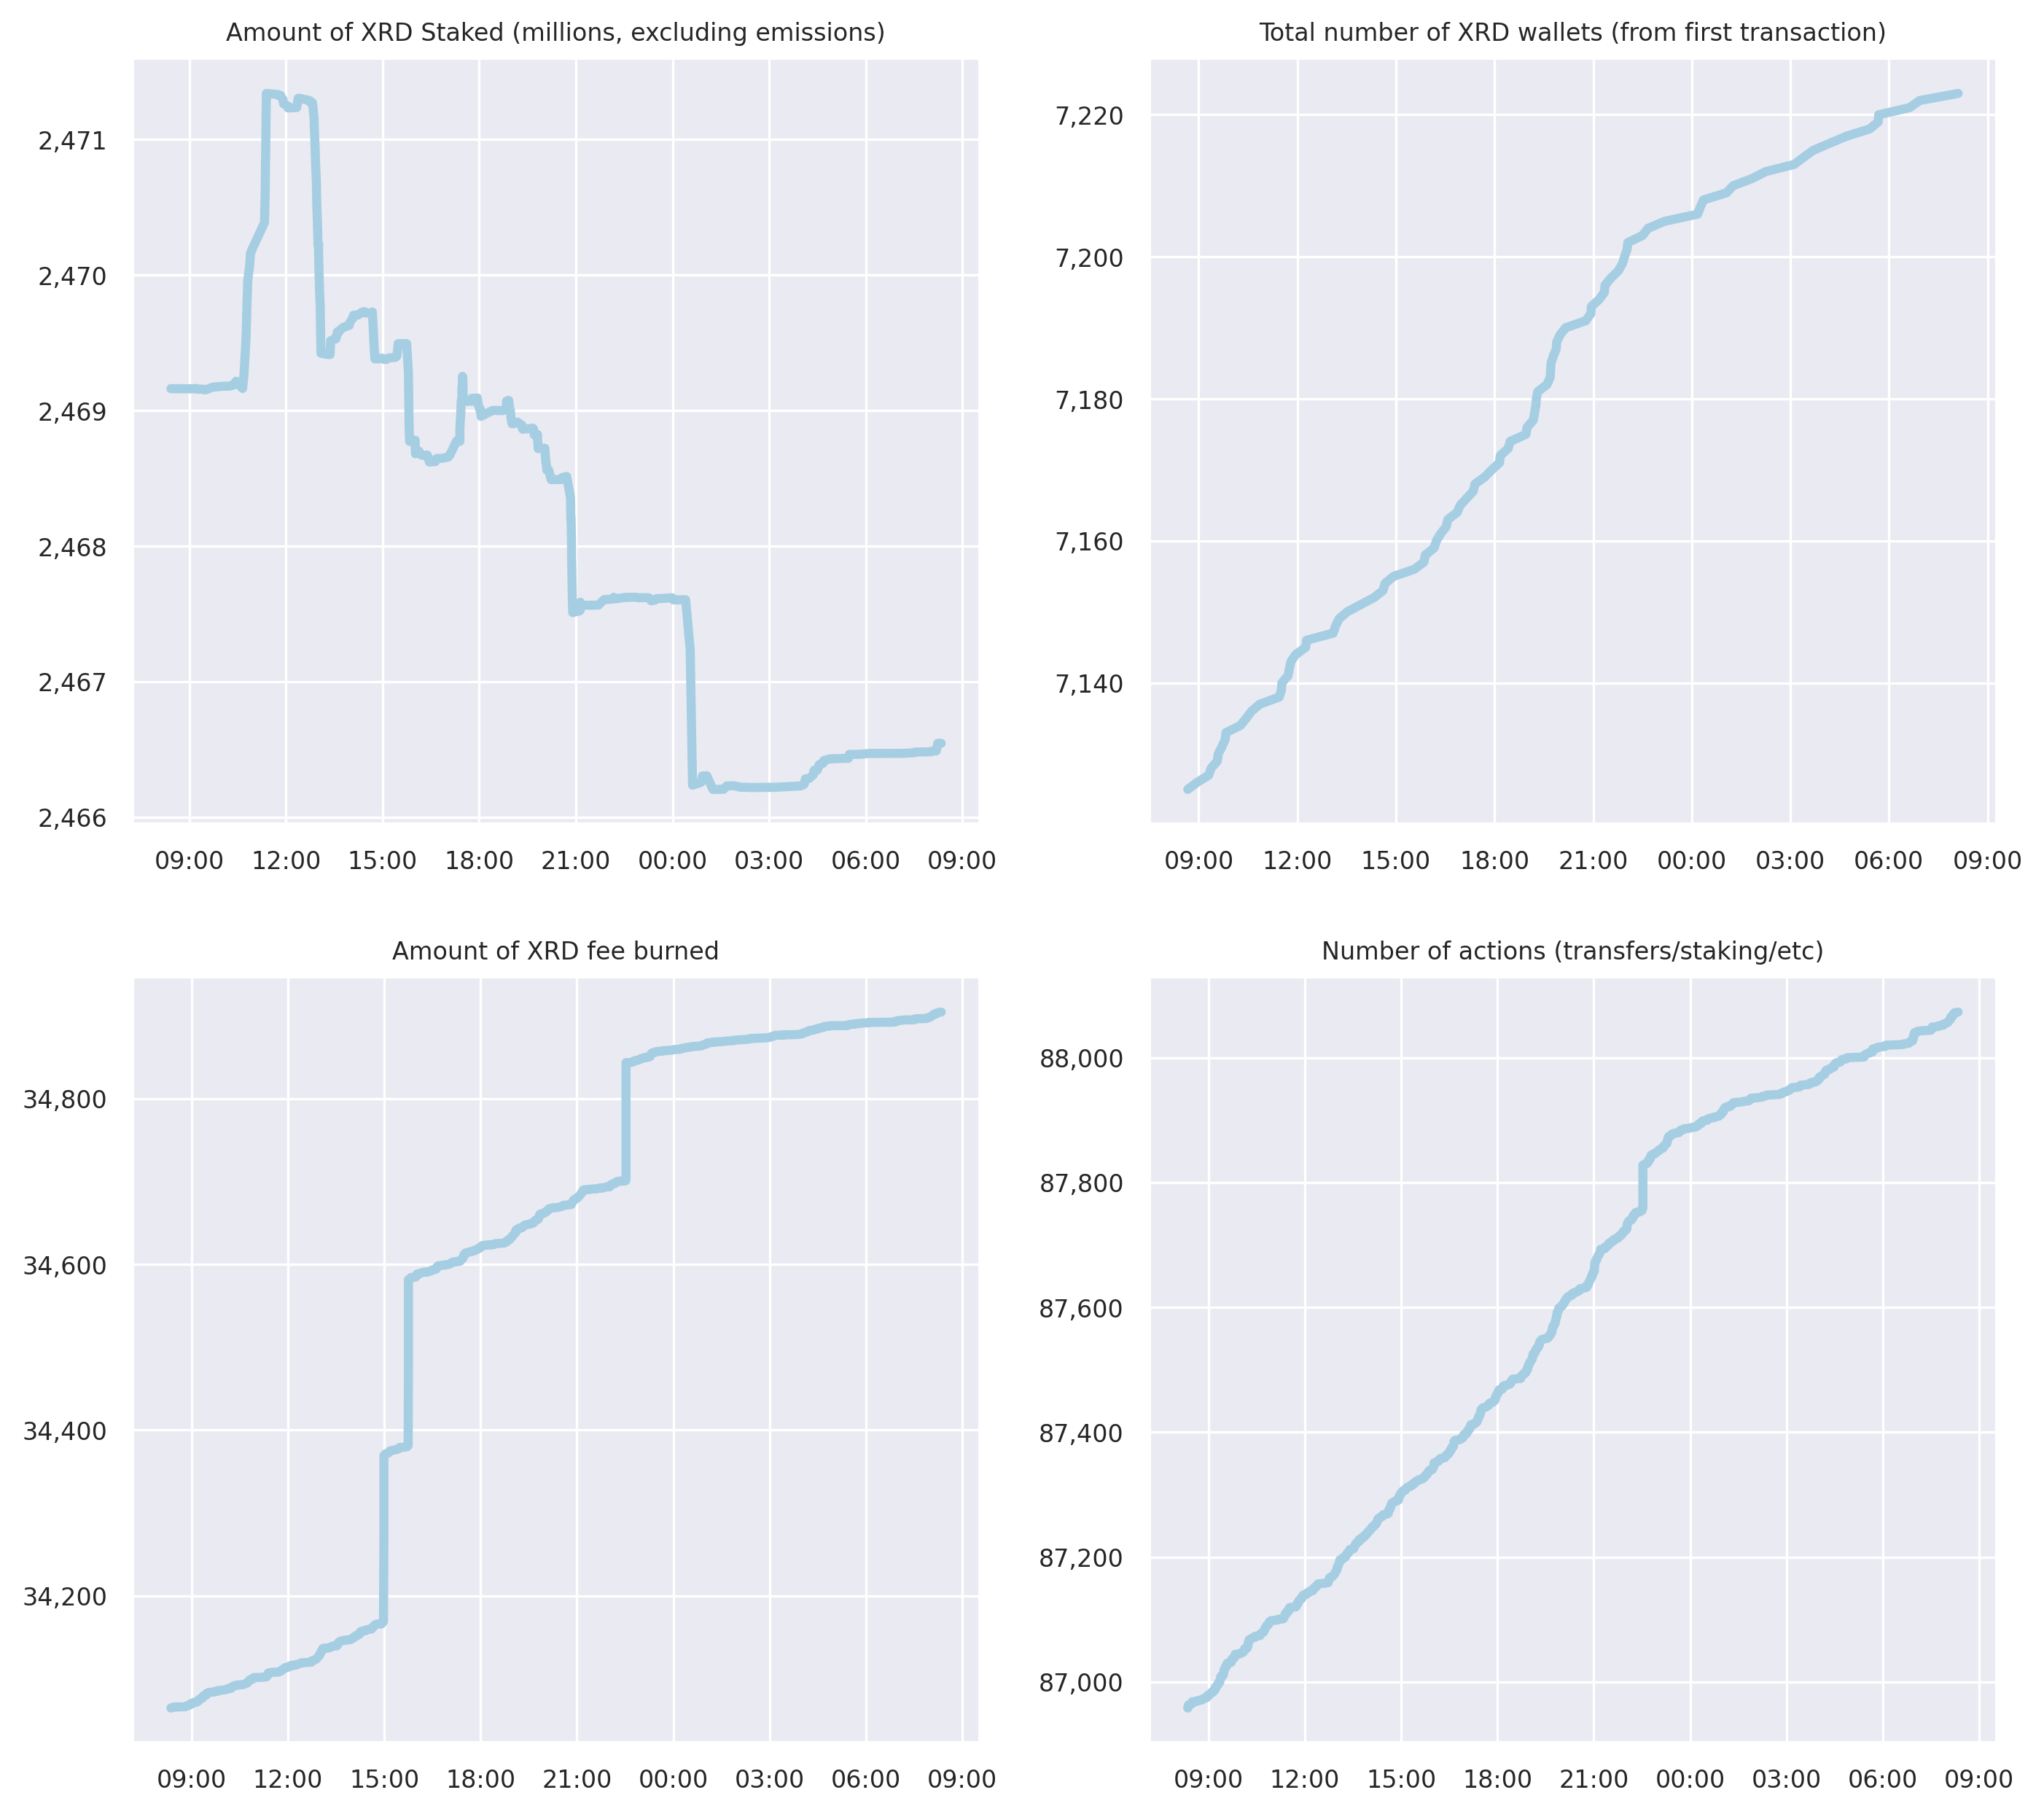 Amount of XRD Staked (millions, excluding emissions)
2,471
2,470
2,469
2,468
2,467
2,466
09:00 12:00 15:00 18:00 21:00 00:00 03:00 06:00 09:00
Total number of XRD wallets (from first transaction)
7,220
7,200
7,180
7,160
7,140
09:00 12:00 15:00 18:00 21:00 00:00 03:00 06:00 09:00
Amount of XRD fee burned
34,800
34,600
34,400
34,200
09:00 12:00 15:00 18:00 21:00 00:00 03:00 06:00 09:00
Number of actions (transfers/staking/etc)
88,000
87,800
87,600
87,400
87,200
87,000
09:00 12:00 15:00 18:00 21:00 00:00 03:00 06:00 09:00